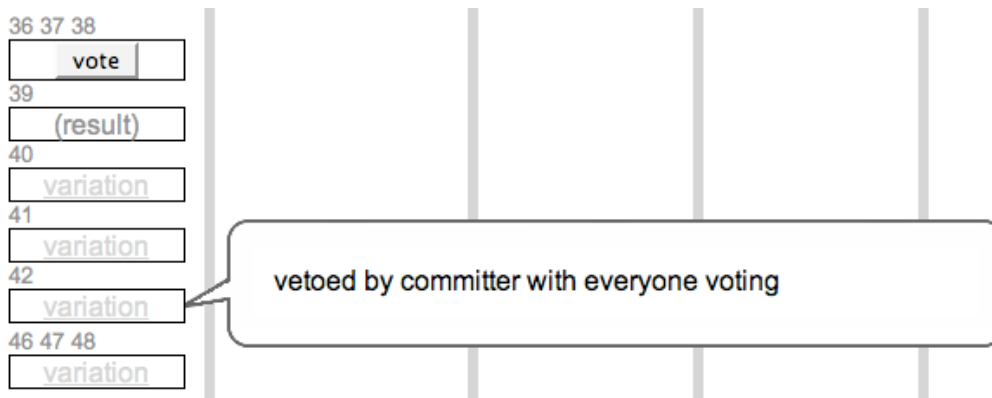 36 37 38
vote
39
(result)
40
variation
41
variation
42
variation
vetoed by committer with everyone voting
46 47 48
variation